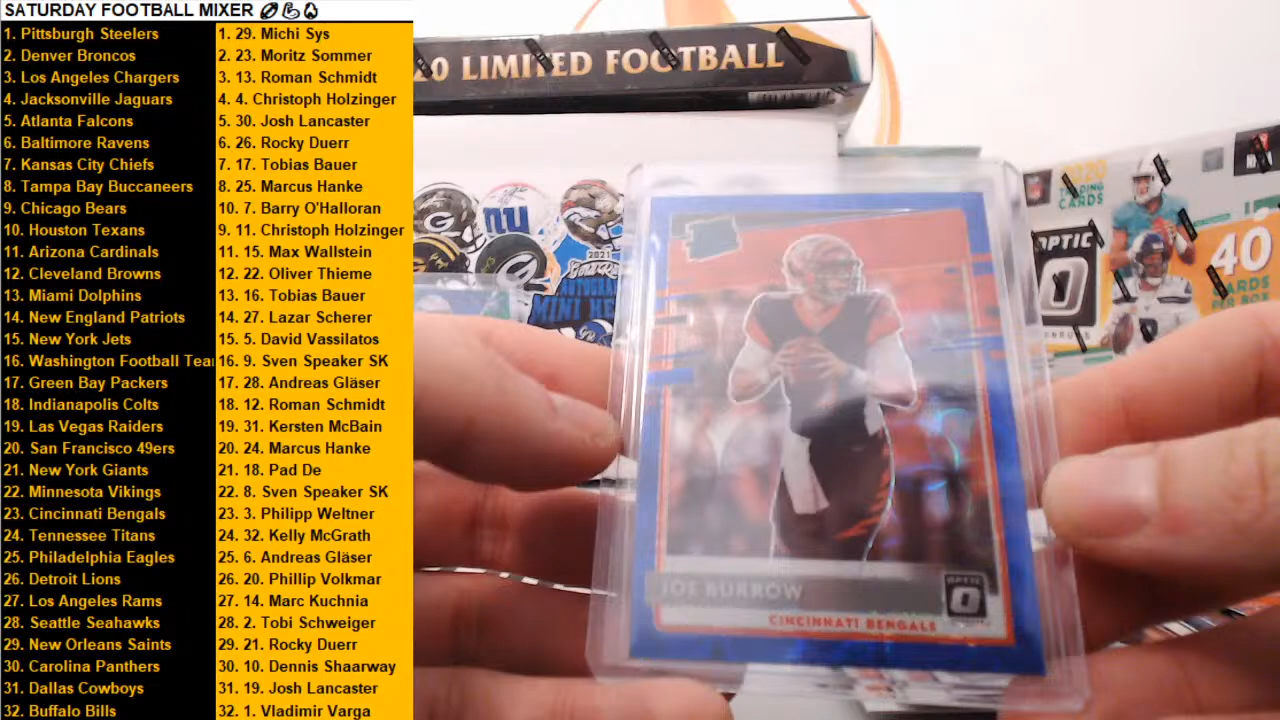 SATURDAY FOOTBALL MIXER
1. Pittsburgh Steelers 1. 29. Michi Sys
2. Denver Broncos 2. 23. Moritz Sommer
3. Los Angeles Chargers 3. 13. Roman Schmidt
4. Jacksonville Jaguars 4. 4. Christoph Holzinger
5. Atlanta Falcons 5. 30. Josh Lancaster
6. Baltimore Ravens 6. 26. Rocky Duerr
7. Kansas City Chiefs 7. 17. Tobias Bauer
8. Tampa Bay Buccaneers 8. 25. Marcus Hanke
9. Chicago Bears 10. 7. Barry O'Halloran
10. Houston Texans 9. 11. Christoph Holzinger
11. Arizona Cardinals 11. 15. Max Wallstein
12. Cleveland Browns 12. 22. Oliver Thieme
13. Miami Dolphins 13. 16. Tobias Bauer
14. New England Patriots 14. 27. Lazar Scherer
15. New York Jets 15. 5. David Vassilatos
16. Washington Football Tea 16. 9. Sven Speaker SK
17. Green Bay Packers 17. 28. Andreas Gläser
18. Indianapolis Colts 18. 12. Roman Schmidt
19. Las Vegas Raiders 19. 31. Kersten McBain
20. San Francisco 49ers 20. 24. Marcus Hanke
21. New York Giants 21. 18. Pad De
22. Minnesota Vikings 22. 8. Sven Speaker SK
23. Cincinnati Bengals 23. 3. Philipp Weltner
24. Tennessee Titans 24. 32. Kelly McGrath
25. Philadelphia Eagles 25. 6. Andreas Gläser
26. Detroit Lions 26. 20. Phillip Volkmar
27. Los Angeles Rams 27. 14. Marc Kuchnia
28. Seattle Seahawks 28. 2. Tobi Schweiger
29. New Orleans Saints 29. 21. Rocky Duerr
30. Carolina Panthers 30. 10. Dennis Shaarway
31. Dallas Cowboys 31. 19. Josh Lancaster
32. Buffalo Bills 32. 1. Vladimir Varga
20 LIMITED FOOTBALL
2020
TRADING
CARDS
OPTIC
40
CARDS
PER BOX
2021
MINI HE
JOE BURROW
CINCINNATI BENGALS
OPTIC